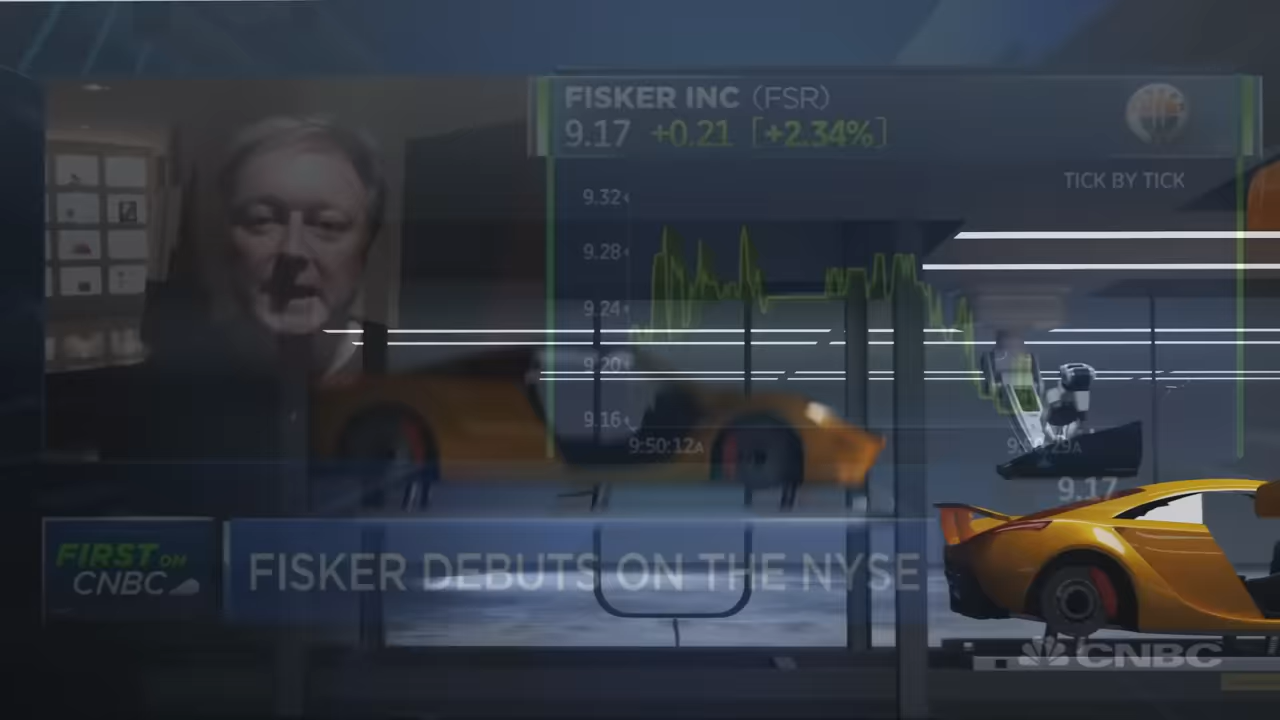 FISKER INC (FSR)
9.17 +0.21 [+2.34%]
TICK BY TICK
9.32
9.28
9.24
9.20
9.16
9:50:12A
9.17
FIRST ON
CNBC
FISKER DEBUTS ON THE NYSE
CNBC